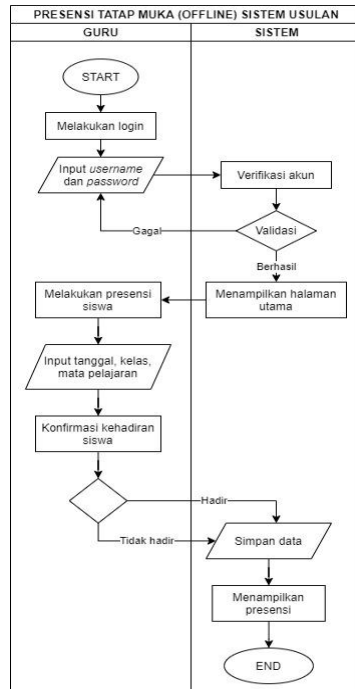 PRESENSI TATAP MUKA (OFFLINE) SISTEM USULAN
GURU
SISTEM
START
Melakukan login
Input username
dan password
Verifikasi akun
Gagal
Validasi
Berhasil
Melakukan presensi
siswa
Menampilkan halaman
utama
Input tanggal, kelas,
mata pelajaran
Konfirmasi kehadiran
siswa
Hadir
Tidak hadir
Simpan data
Menampilkan
presensi
END